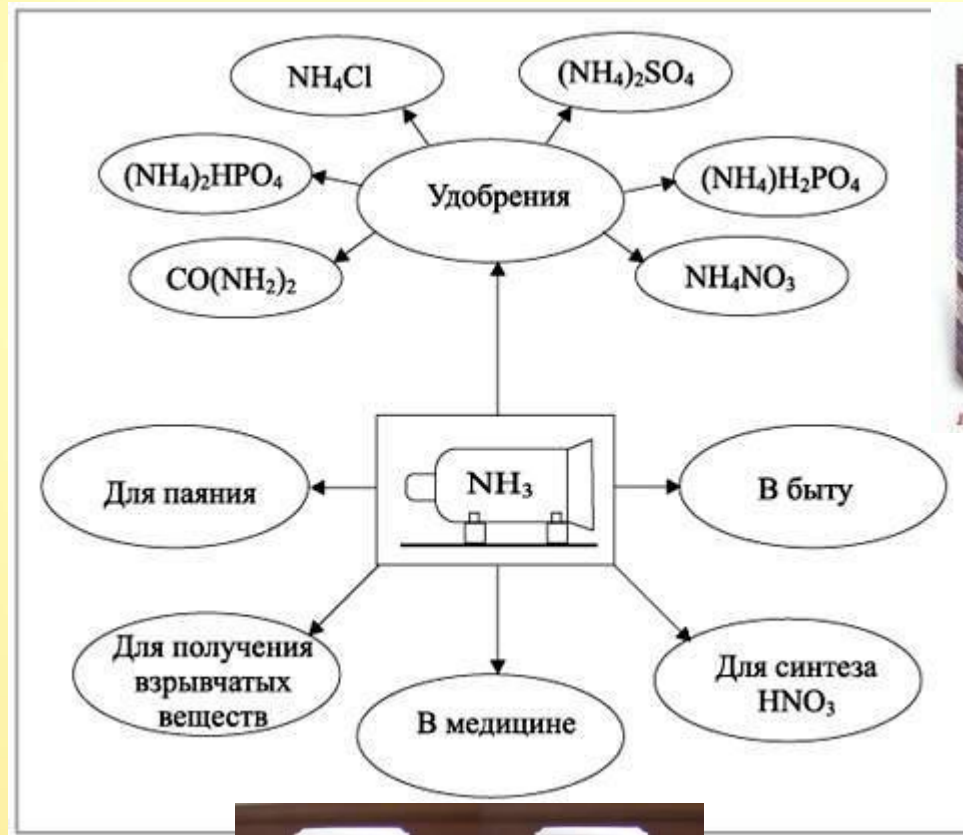 NH₄Cl
(NH₄)₂SO₄
(NH₄)₂HPO₄
Удобрения
(NH₄)H₂PO₄
CO(NH₂)₂
NH₄NO₃
Для паяния
NH₃
В быту
Для получения
взрывчатых
веществ
В медицине
Для синтеза
HNO₃